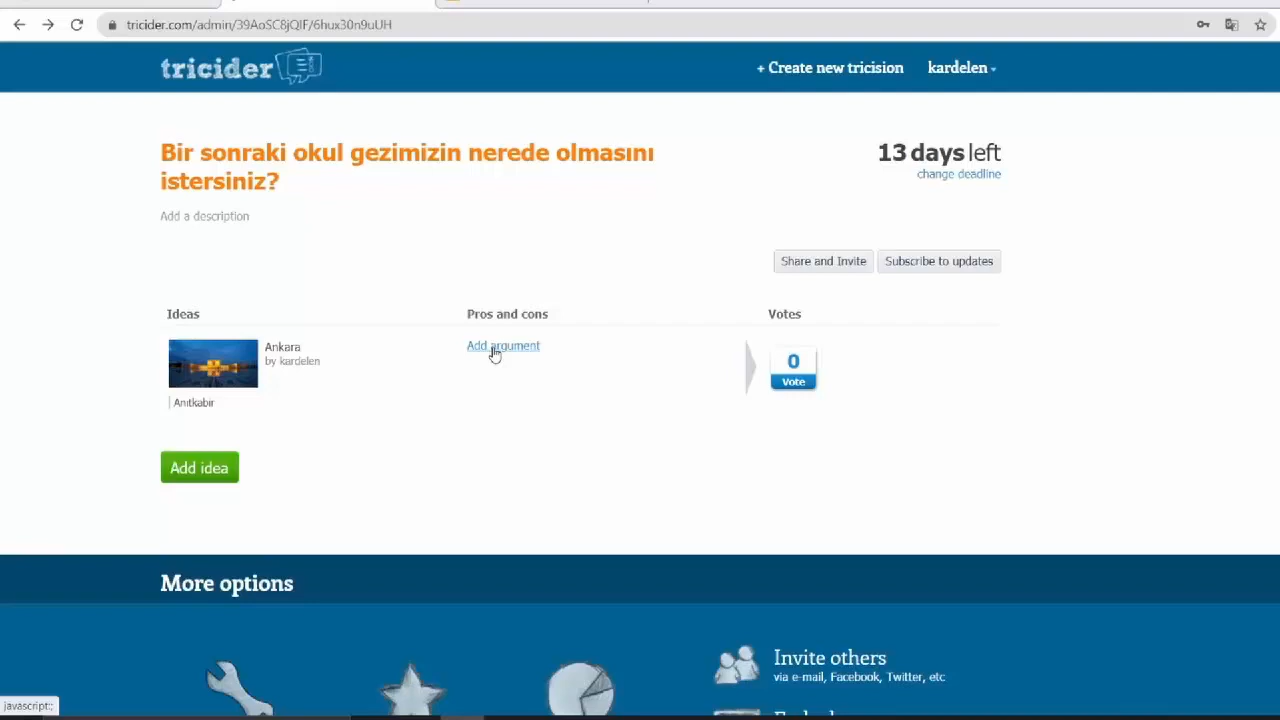 tricider.com/admin/39AoSC8jQIF/6hux30n9uUH
tricider
+ Create new tricision
kardelen
Bir sonraki okul gezimizin nerede olmasını
istersiniz?
13 days left
change deadline
Add a description
Share and Invite
Subscribe to updates
Ideas
Pros and cons
Votes
Ankara
by kardelen
Add argument
0
Vote
Anıtkabir
Add idea
More options
Invite others
via e-mail, Facebook, Twitter, etc
javascript:;